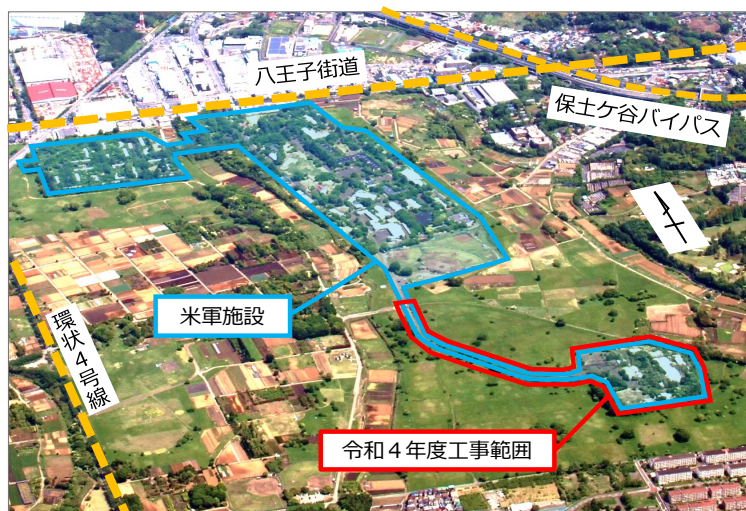 八王子街道
保土ケ谷バイパス
米軍施設
環状４号線
令和４年度工事範囲